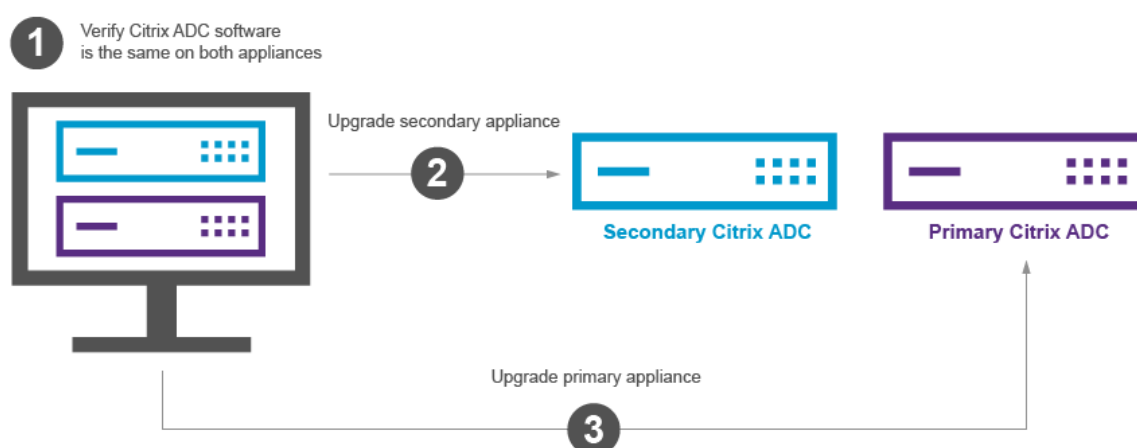 1
Verify Citrix ADC software
is the same on both appliances
Upgrade secondary appliance
2
Secondary Citrix ADC
Primary Citrix ADC
Upgrade primary appliance
3